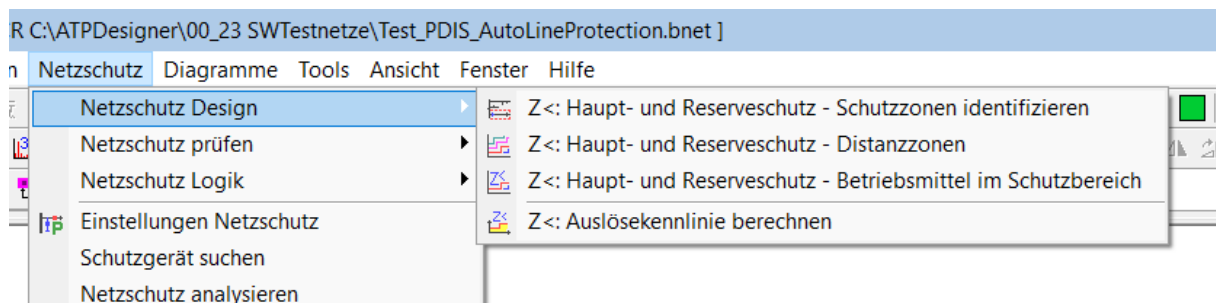 R C:\ATPDesigner\00_23 SWTestnetze\Test_PDIS_AutoLineProtection.bnet ]
n Netzschutz Diagramme Tools Ansicht Fenster Hilfe
Netzschutz Design
Netzschutz prüfen
Netzschutz Logik
Einstellungen Netzschutz
Schutzgerät suchen
Netzschutz analysieren
Z<: Haupt- und Reserveschutz - Schutzzonen identifizieren
Z<: Haupt- und Reserveschutz - Distanzzonen
Z<: Haupt- und Reserveschutz - Betriebsmittel im Schutzbereich
Z<: Auslösekennlinie berechnen